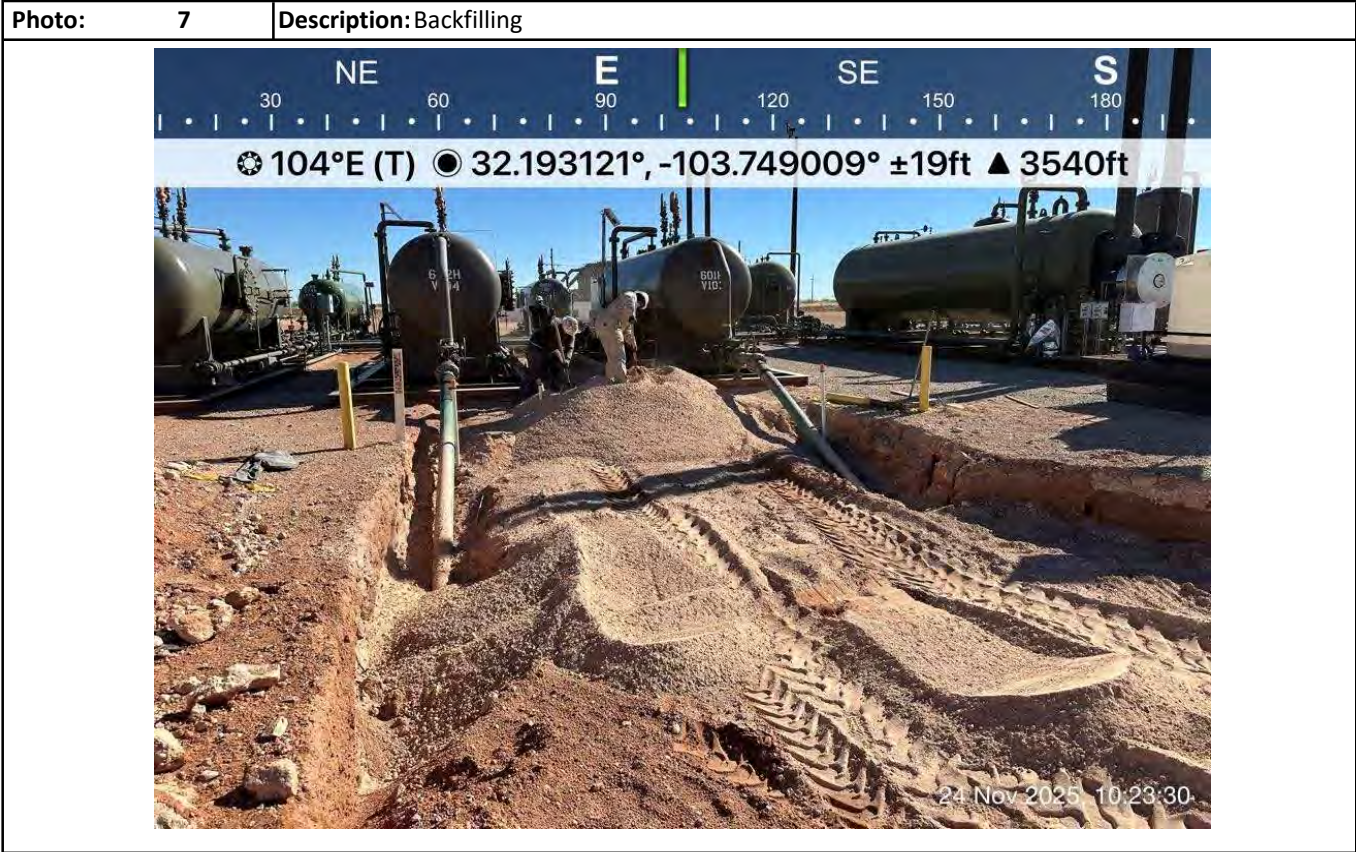 Photo: 7 Description: Backfilling
NE E SE S
30 60 90 120 150 180
104°E (T) 32.193121°, -103.749009° ±19ft ▲ 3540ft
24 Nov 2025, 10:23:30